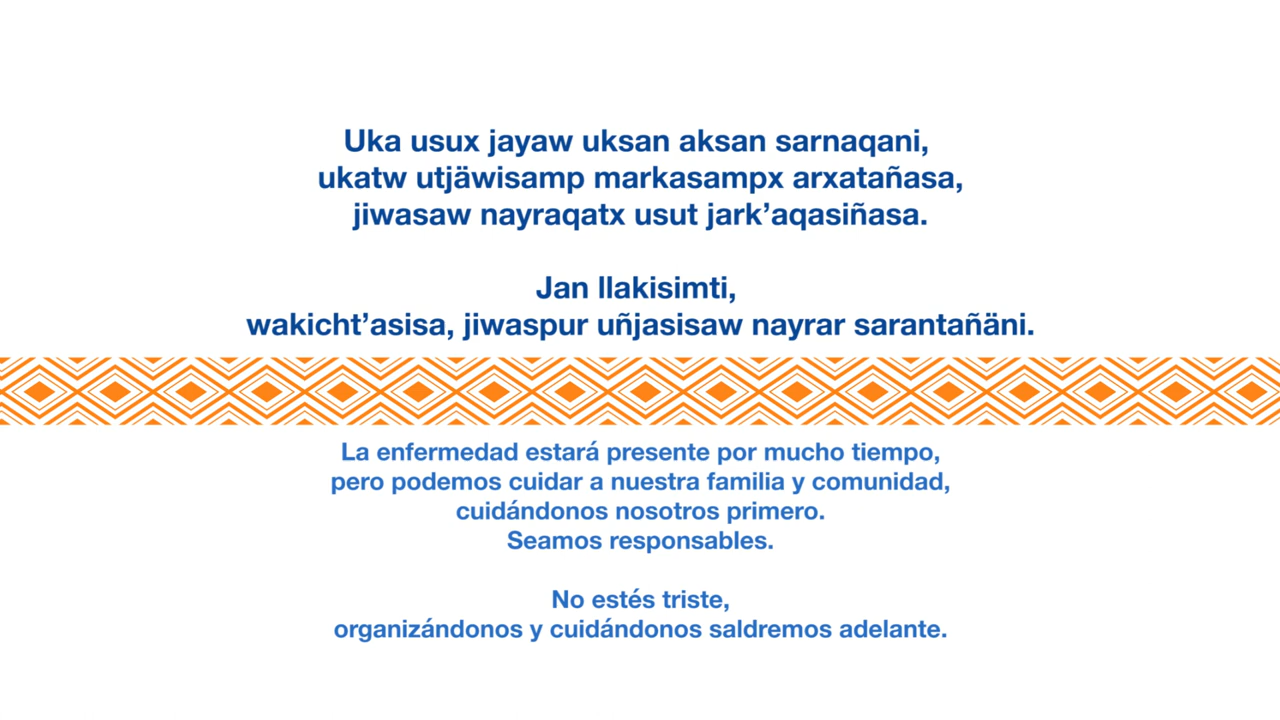 Uka usux jayaw uksan aksan sarnaqani,
ukatw utjäwisamp markasampx arxatañasa,
jiwasaw nayraqatx usut jark’aqasiñasa.
Jan llakisimti,
wakicht’asisa, jiwaspur uñjasisaw nayrar sarantañäni.
La enfermedad estará presente por mucho tiempo,
pero podemos cuidar a nuestra familia y comunidad,
cuidándonos nosotros primero.
Seamos responsables.
No estés triste,
organizándonos y cuidándonos saldremos adelante.